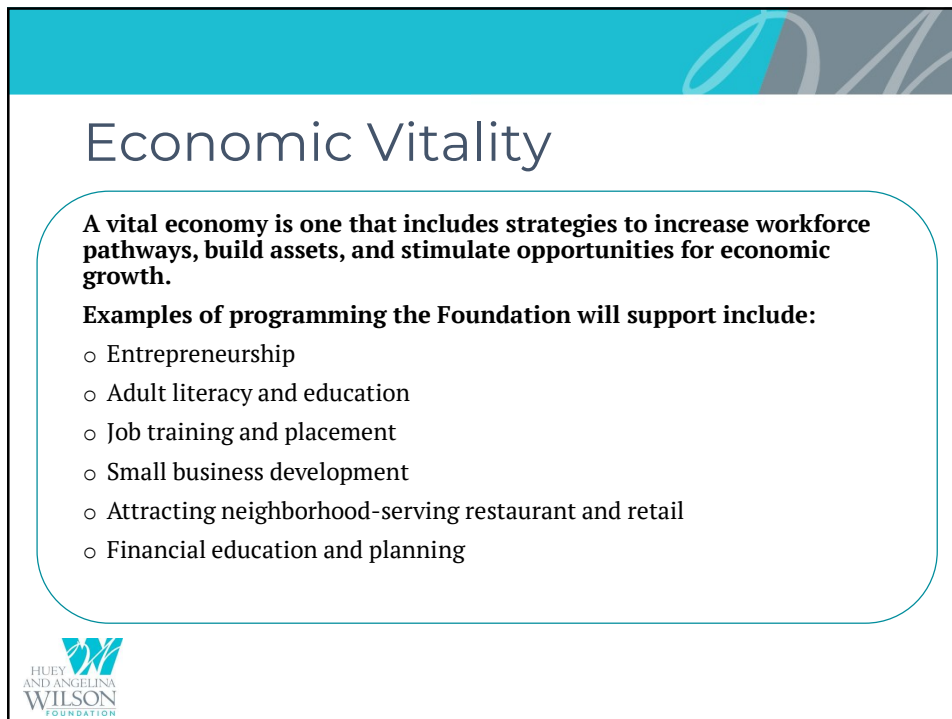 Economic Vitality
A vital economy is one that includes strategies to increase workforce
pathways, build assets, and stimulate opportunities for economic
growth.
Examples of programming the Foundation will support include:
o Entrepreneurship
o Adult literacy and education
o Job training and placement
o Small business development
o Attracting neighborhood-serving restaurant and retail
o Financial education and planning
W
HUEY
AND ANGELINA
WILSON
FOUNDATION